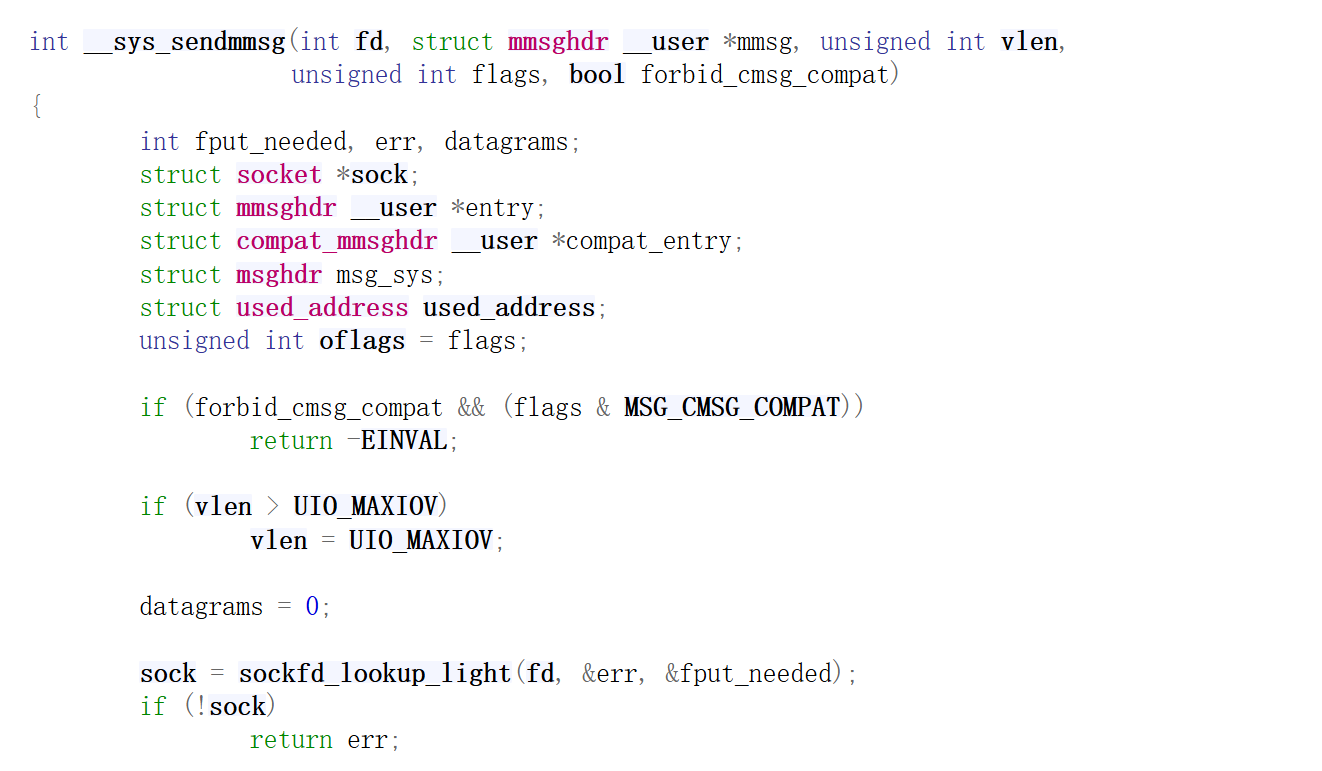 int __sys_sendmmsg(int fd, struct mmsghdr __user *mmsg, unsigned int vlen,
unsigned int flags, bool forbid_cmsg_compat)
{
int fput_needed, err, datagrams;
struct socket *sock;
struct mmsghdr __user *entry;
struct compat_mmsghdr __user *compat_entry;
struct msghdr msg_sys;
struct used_address used_address;
unsigned int oflags = flags;
if (forbid_cmsg_compat && (flags & MSG_CMSG_COMPAT))
return -EINVAL;
if (vlen > UIO_MAXIOV)
vlen = UIO_MAXIOV;
datagrams = 0;
sock = sockfd_lookup_light(fd, &err, &fput_needed);
if (!sock)
return err;